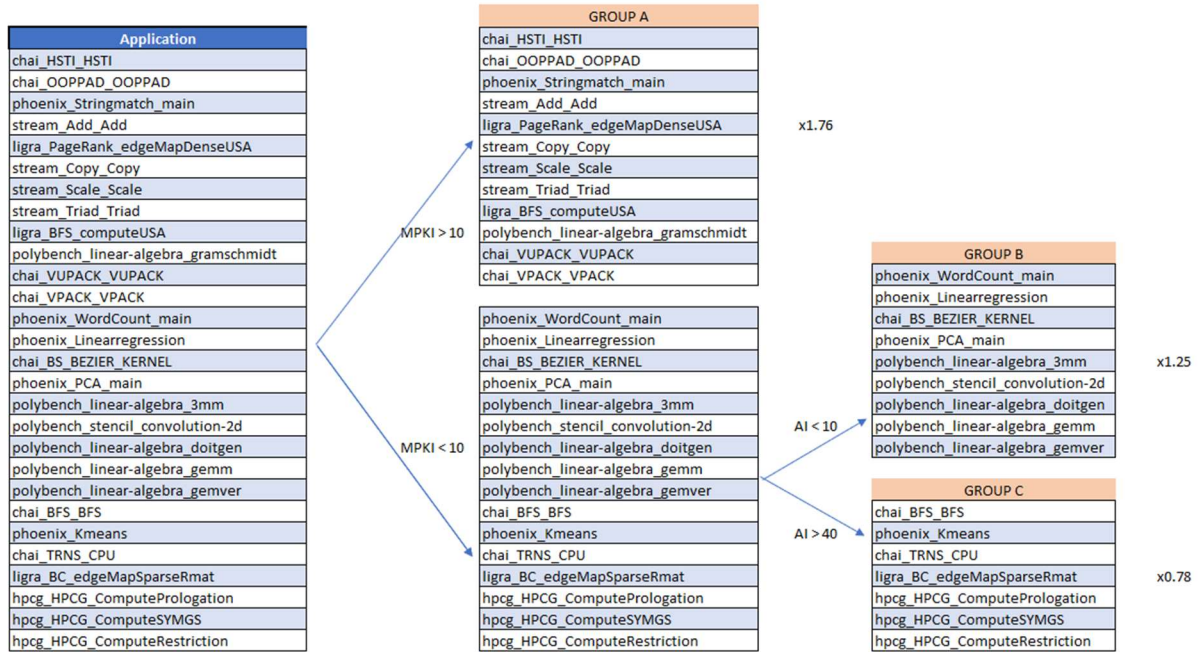 Application
chai_HSTI_HSTI
chai_OOPPAD_OOPPAD
phoenix_Stringmatch_main
stream_Add_Add
ligra_PageRank_edgeMapDenseUSA
stream_Copy_Copy
stream_Scale_Scale
stream_Triad_Triad
ligra_BFS_computeUSA
polybench_linear-algebra_gramschmidt
chai_VUPACK_VUPACK
chai_VPACK_VPACK
phoenix_WordCount_main
phoenix_Linearregression
chai_BS_BEZIER_KERNEL
phoenix_PCA_main
polybench_linear-algebra_3mm
polybench_stencil_convolution-2d
polybench_linear-algebra_doitgen
polybench_linear-algebra_gemm
polybench_linear-algebra_gemver
chai_BFS_BFS
phoenix_Kmeans
chai_TRNS_CPU
ligra_BC_edgeMapSparseRmat
hpcg_HPCG_ComputePrologation
hpcg_HPCG_ComputeSYMGS
hpcg_HPCG_ComputeRestriction
MPKI > 10
MPKI < 10
GROUP A
chai_HSTI_HSTI
chai_OOPPAD_OOPPAD
phoenix_Stringmatch_main
stream_Add_Add
ligra_PageRank_edgeMapDenseUSA
stream_Copy_Copy
stream_Scale_Scale
stream_Triad_Triad
ligra_BFS_computeUSA
polybench_linear-algebra_gramschmidt
chai_VUPACK_VUPACK
chai_VPACK_VPACK
x1.76
phoenix_WordCount_main
phoenix_Linearregression
chai_BS_BEZIER_KERNEL
phoenix_PCA_main
polybench_linear-algebra_3mm
polybench_stencil_convolution-2d
polybench_linear-algebra_doitgen
polybench_linear-algebra_gemm
polybench_linear-algebra_gemver
chai_BFS_BFS
phoenix_Kmeans
chai_TRNS_CPU
ligra_BC_edgeMapSparseRmat
hpcg_HPCG_ComputePrologation
hpcg_HPCG_ComputeSYMGS
hpcg_HPCG_ComputeRestriction
AI < 10
AI > 40
GROUP B
phoenix_WordCount_main
phoenix_Linearregression
chai_BS_BEZIER_KERNEL
phoenix_PCA_main
polybench_linear-algebra_3mm
polybench_stencil_convolution-2d
polybench_linear-algebra_doitgen
polybench_linear-algebra_gemm
polybench_linear-algebra_gemver
x1.25
GROUP C
chai_BFS_BFS
phoenix_Kmeans
chai_TRNS_CPU
ligra_BC_edgeMapSparseRmat
hpcg_HPCG_ComputePrologation
hpcg_HPCG_ComputeSYMGS
hpcg_HPCG_ComputeRestriction
x0.78